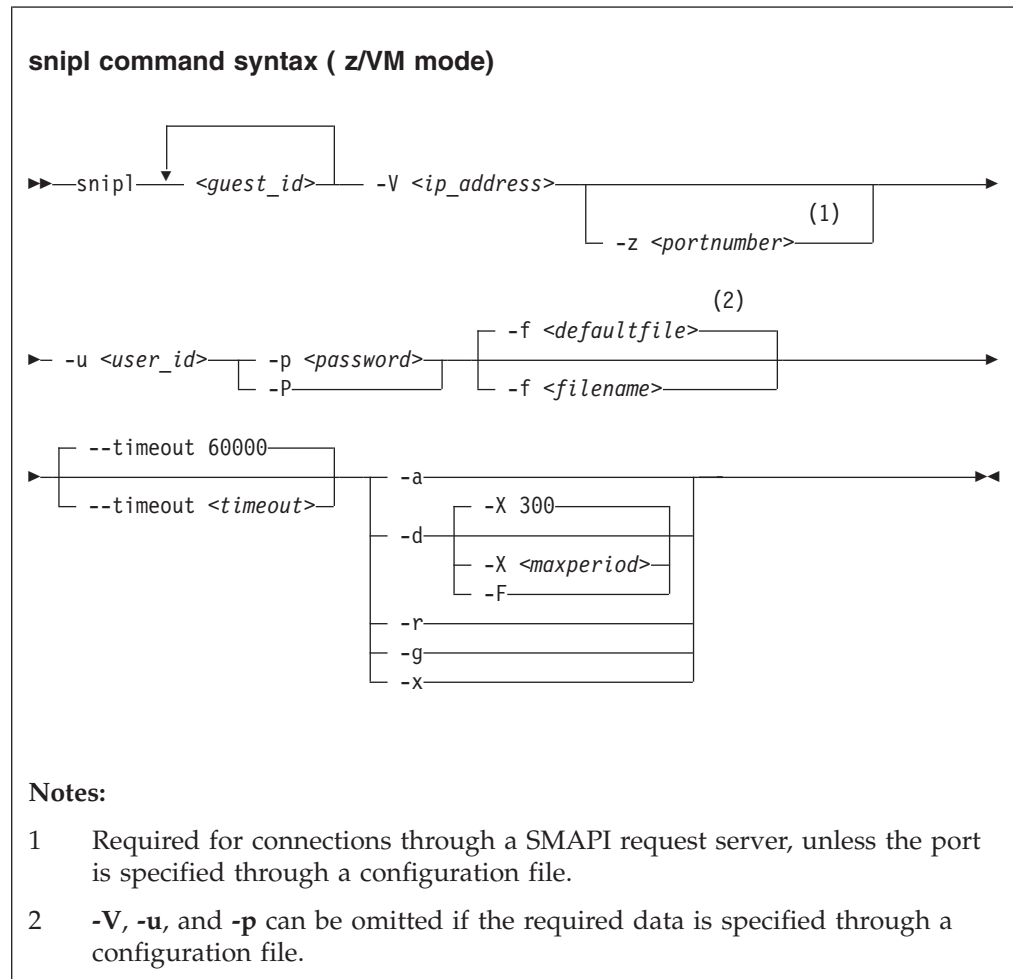 snipl command syntax ( z/VM mode)
snipl <guest_id> -V <ip_address>
(1)
-z <portnumber>
(2)
-f <defaultfile>
-u <user_id> -p <password>
-P -f <filename>
--timeout 60000
-a
--timeout <timeout> -X 300
-d
-X <maxperiod>
-F
-r
-g
-x
Notes:
1 Required for connections through a SMAPI request server, unless the port
is specified through a configuration file.
2 -V, -u, and -p can be omitted if the required data is specified through a
configuration file.